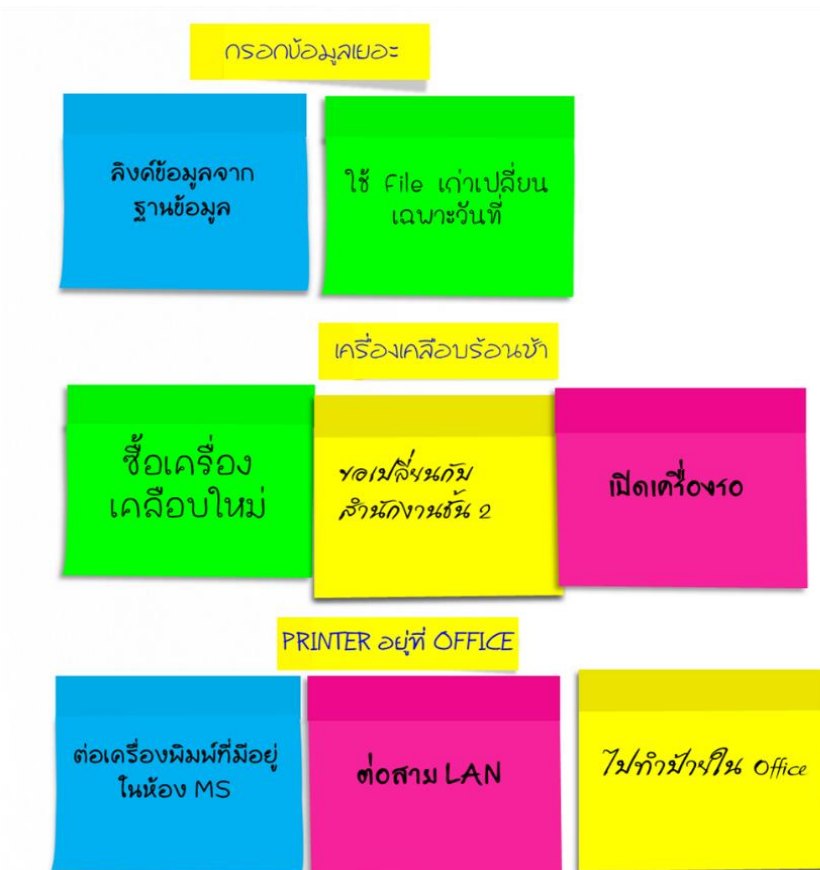 กรอกข้อมูลเยอะ
ลิงค์ข้อมูลจาก
ฐานข้อมูล
ใช้ File เก่าเปลี่ยน
เฉพาะวันที่
เครื่องเคลือบร้อนช้า
ซื้อเครื่อง
เคลือบใหม่
ขอเปลี่ยนกับ
สำนักงานชั้น 2
เปิดเครื่องรอ
PRINTER อยู่ที่ OFFICE
ต่อเครื่องพิมพ์ที่มีอยู่
ในห้อง MS
ต่อสาย LAN
ไปทำป้ายใน Office